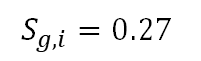 S_{g,i} = 0.27